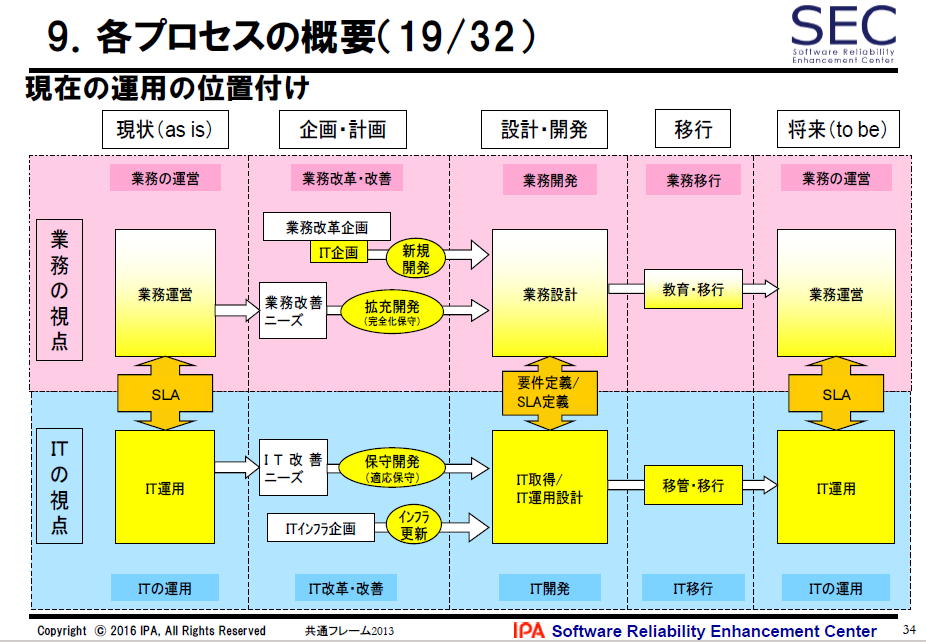 9．各プロセスの概要（19/32）
SEC
Software Reliability
Enhancement Center
現在の運用の位置付け
現状（as is）
企画・計画
設計・開発
移行
将来（to be）
業務の運営
業務改革・改善
業務開発
業務移行
業務の運営
業務の視点
業務運営
業務改革企画
IT企画
新規
開発
業務改善
ニーズ
拡充開発
（完全化保守）
業務設計
教育・移行
業務運営
SLA
要件定義/
SLA定義
SLA
ITの視点
IT運用
IT改善
ニーズ
保守開発
（適応保守）
ITインフラ企画
インフラ
更新
IT取得/
IT運用設計
移管・移行
IT運用
ITの運用
IT改革・改善
IT開発
IT移行
ITの運用
Copyright © 2016 IPA, All Rights Reserved
共通フレーム2013
IPA Software Reliability Enhancement Center
34